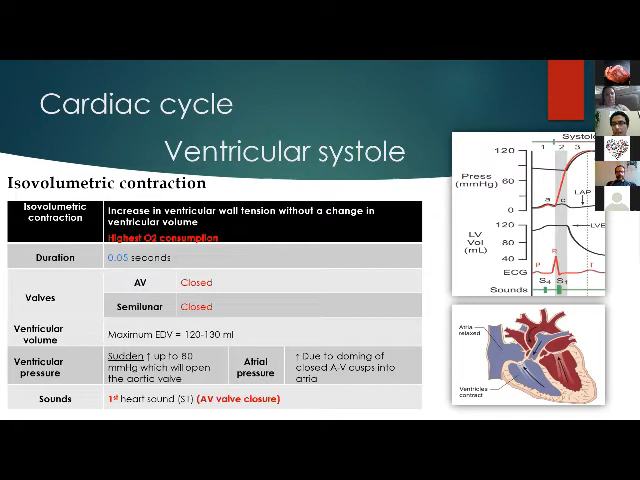 Cardiac cycle
Ventricular systole
Isovolumetric contraction
Isovolumetric contraction
Increase in ventricular wall tension without a change in ventricular volume
Highest O2 consumption
Duration
0.05 seconds
Valves
AV
Closed
Semilunar
Closed
Ventricular volume
Maximum EDV = 120-130 ml
Ventricular pressure
Sudden ↑ up to 80 mmHg which will open the aortic valve
Atrial pressure
↑ Due to doming of closed A-V cusps into atria
Sounds
1st heart sound (S1) (AV valve closure)
Systole
1 2 3
120
Press (mmHg)
60
0
a c
LAP
120
LV Vol (mL)
80
40
LVE
R
P
T
ECG
S4 S1
Sounds
Atria relaxed
Ventricles contract